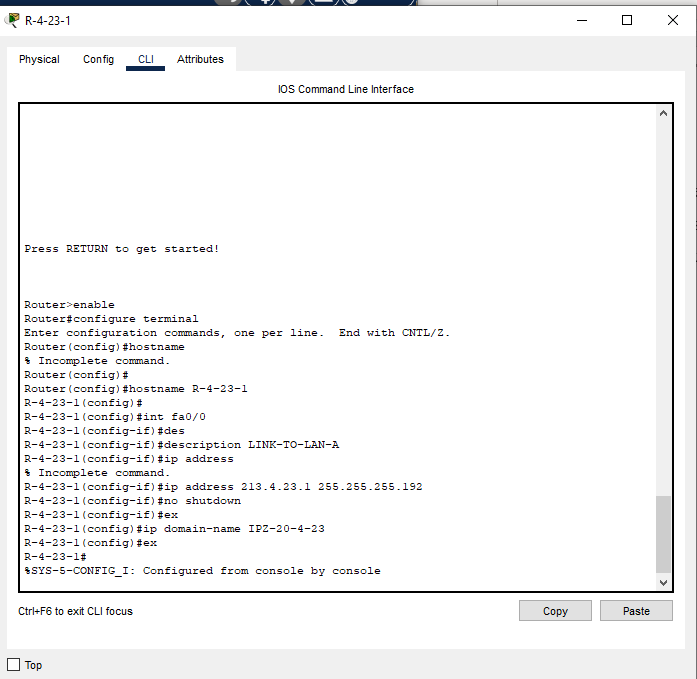 R-4-23-1
Physical Config CLI Attributes
IOS Command Line Interface
Press RETURN to get started!
Router>enable
Router#configure terminal
Enter configuration commands, one per line.  End with CNTL/Z.
Router(config)#hostname
% Incomplete command.
Router(config)#
Router(config)#hostname R-4-23-1
R-4-23-1(config)#
R-4-23-1(config)#int fa0/0
R-4-23-1(config-if)#des
R-4-23-1(config-if)#description LINK-TO-LAN-A
R-4-23-1(config-if)#ip address
% Incomplete command.
R-4-23-1(config-if)#ip address 213.4.23.1 255.255.255.192
R-4-23-1(config-if)#no shutdown
R-4-23-1(config-if)#ex
R-4-23-1(config)#ip domain-name IPZ-20-4-23
R-4-23-1(config)#ex
R-4-23-1#
%SYS-5-CONFIG_I: Configured from console by console
Ctrl+F6 to exit CLI focus
Copy Paste
Top